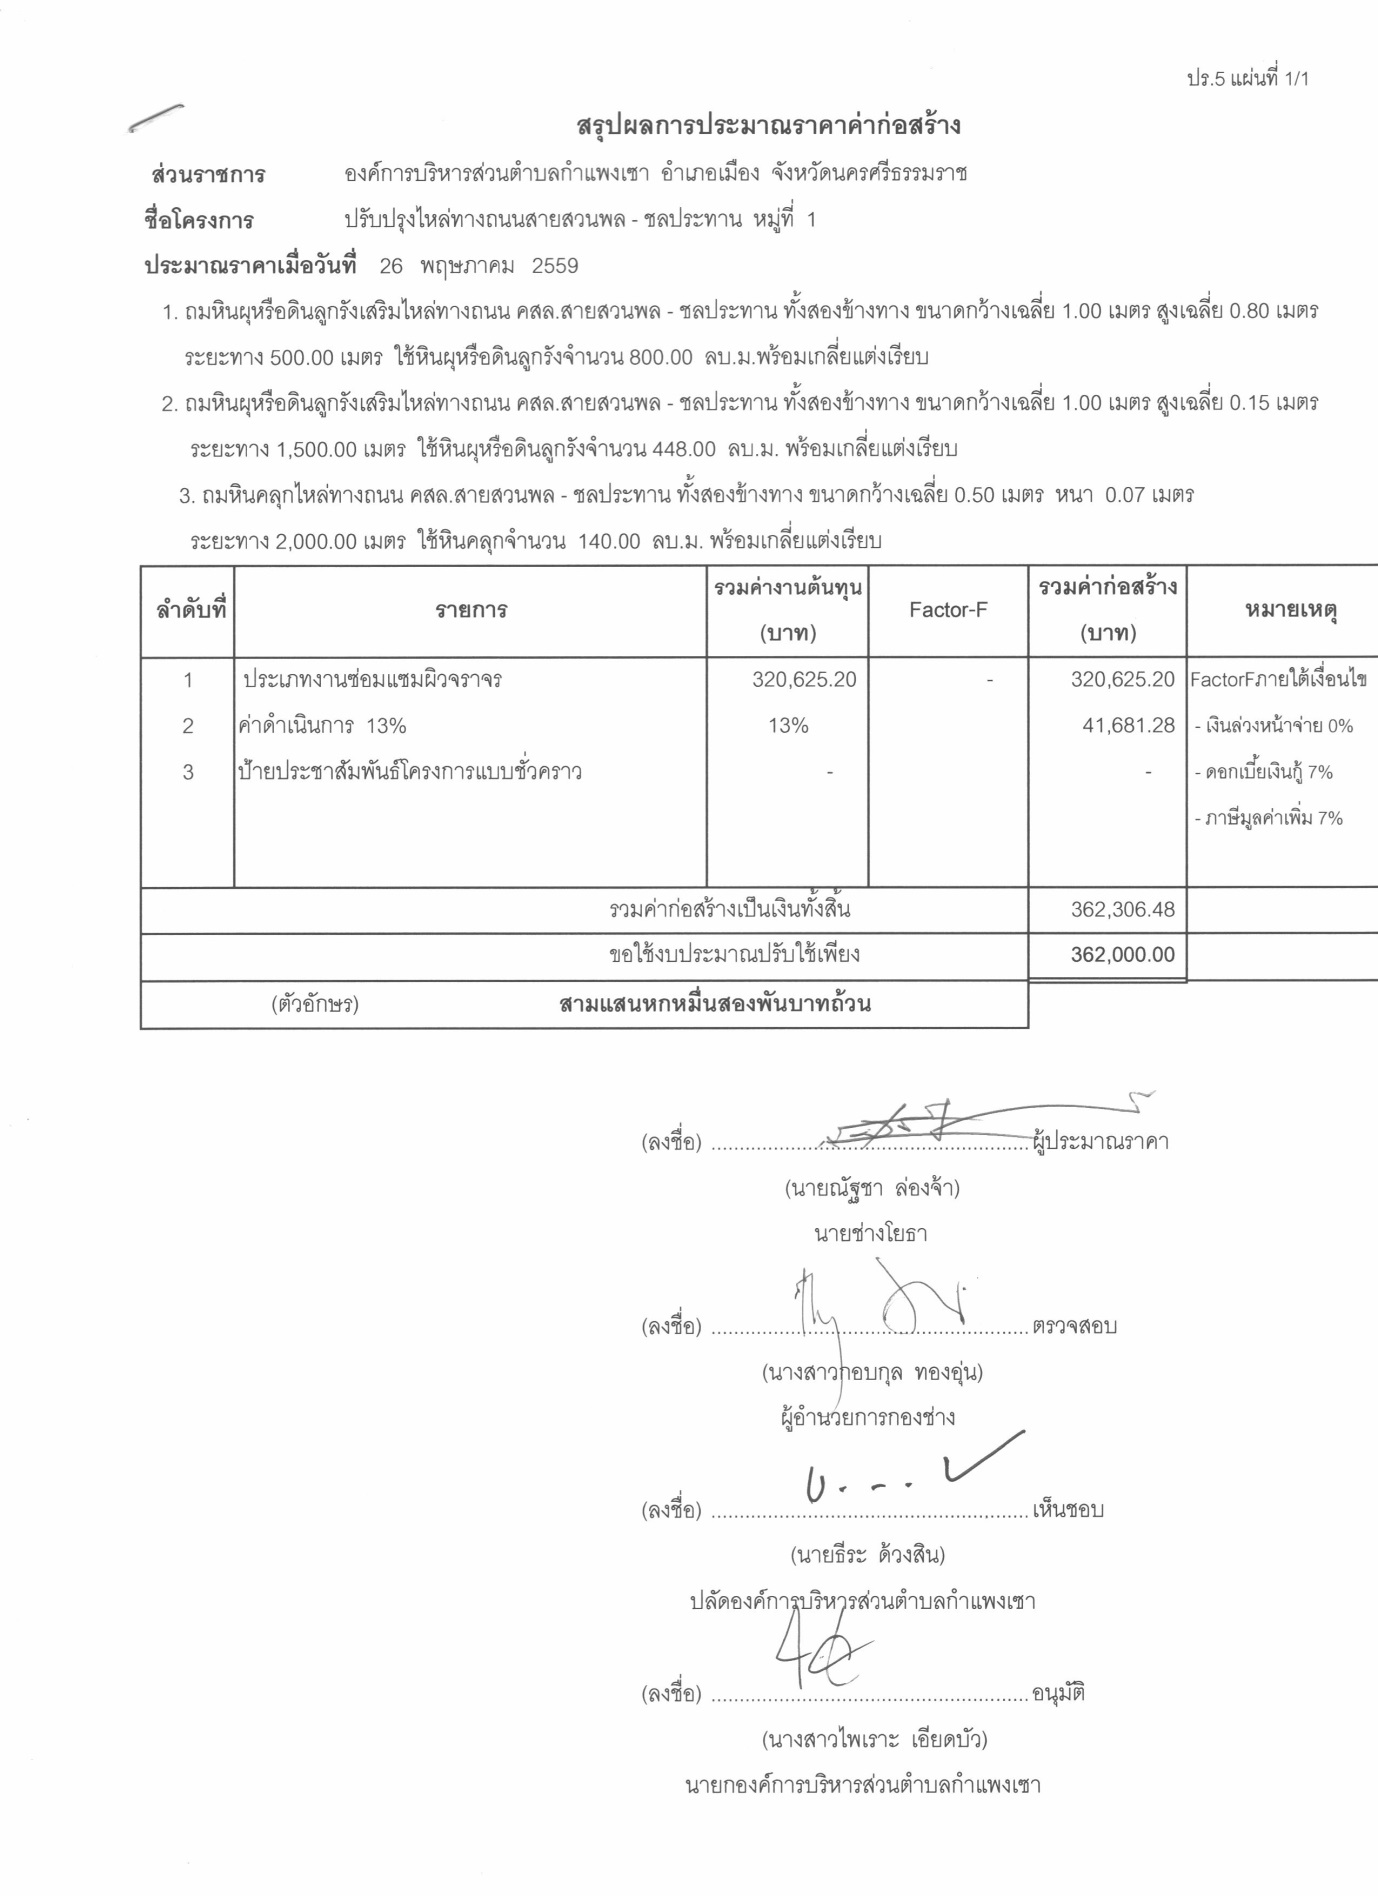 ปร.5 แผ่นที่ 1/1
สรุปผลการประมาณราคาค่าก่อสร้าง
ส่วนราชการ องค์การบริหารส่วนตำบลกำแพงเซา อำเภอเมือง จังหวัดนครศรีธรรมราช
ชื่อโครงการ ปรับปรุงไหล่ทางถนนสายสวนพล - ชลประทาน หมู่ที่ 1
ประมาณราคาเมื่อวันที่ 26 พฤษภาคม 2559
1. ถมหินผุหรือดินลูกรังเสริมไหล่ทางถนน คสล.สายสวนพล - ชลประทาน ทั้งสองข้างทาง ขนาดกว้างเฉลี่ย 1.00 เมตร สูงเฉลี่ย 0.80 เมตร
ระยะทาง 500.00 เมตร ใช้หินผุหรือดินลูกรังจำนวน 800.00 ลบ.ม.พร้อมเกลี่ยแต่งเรียบ
2. ถมหินผุหรือดินลูกรังเสริมไหล่ทางถนน คสล.สายสวนพล - ชลประทาน ทั้งสองข้างทาง ขนาดกว้างเฉลี่ย 1.00 เมตร สูงเฉลี่ย 0.15 เมตร
ระยะทาง 1,500.00 เมตร ใช้หินผุหรือดินลูกรังจำนวน 448.00 ลบ.ม. พร้อมเกลี่ยแต่งเรียบ
3. ถมหินคลุกไหล่ทางถนน คสล.สายสวนพล - ชลประทาน ทั้งสองข้างทาง ขนาดกว้างเฉลี่ย 0.50 เมตร หนา 0.07 เมตร
ระยะทาง 2,000.00 เมตร ใช้หินคลุกจำนวน 140.00 ลบ.ม. พร้อมเกลี่ยแต่งเรียบ
ลำดับที่ รายการ รวมค่างานต้นทุน (บาท) Factor-F รวมค่าก่อสร้าง (บาท) หมายเหตุ
1 ประเภทงานซ่อมแซมผิวจราจร 320,625.20 - 320,625.20 FactorFภายใต้เงื่อนไข
2 ค่าดำเนินการ 13% 13% 41,681.28 - เงินล่วงหน้าจ่าย 0%
3 ป้ายประชาสัมพันธ์โครงการแบบชั่วคราว - - - ดอกเบี้ยเงินกู้ 7%
- ภาษีมูลค่าเพิ่ม 7%
รวมค่าก่อสร้างเป็นเงินทั้งสิ้น 362,306.48
ขอใช้งบประมาณปรับใช้เพียง 362,000.00
(ตัวอักษร) สามแสนหกหมื่นสองพันบาทถ้วน
(ลงชื่อ) ........................................................ ผู้ประมาณราคา
(นายณัฐชา ล่องจ้า)
นายช่างโยธา
(ลงชื่อ) ........................................................ ตรวจสอบ
(นางสาวกอบกุล ทองอุ่น)
ผู้อำนวยการกองช่าง
(ลงชื่อ) ........................................................ เห็นชอบ
(นายธีระ ด้วงสิน)
ปลัดองค์การบริหารส่วนตำบลกำแพงเซา
(ลงชื่อ) ........................................................ อนุมัติ
(นางสาวไพเราะ เอียดบัว)
นายกองค์การบริหารส่วนตำบลกำแพงเซา